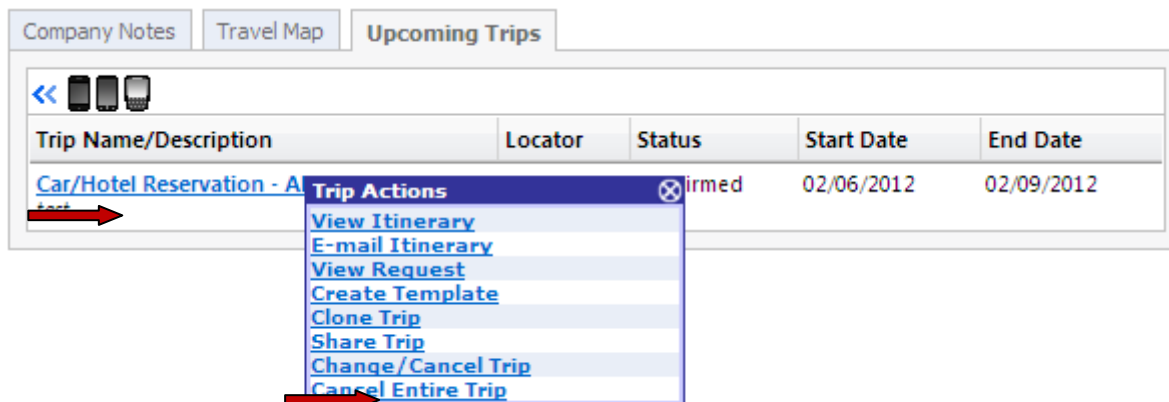 Company Notes Travel Map Upcoming Trips
«
Trip Name/Description Locator Status Start Date End Date
Car/Hotel Reservation - irmed 02/06/2012 02/09/2012
test
Trip Actions
View Itinerary
E-mail Itinerary
View Request
Create Template
Clone Trip
Share Trip
Change/Cancel Trip
Cancel Entire Trip